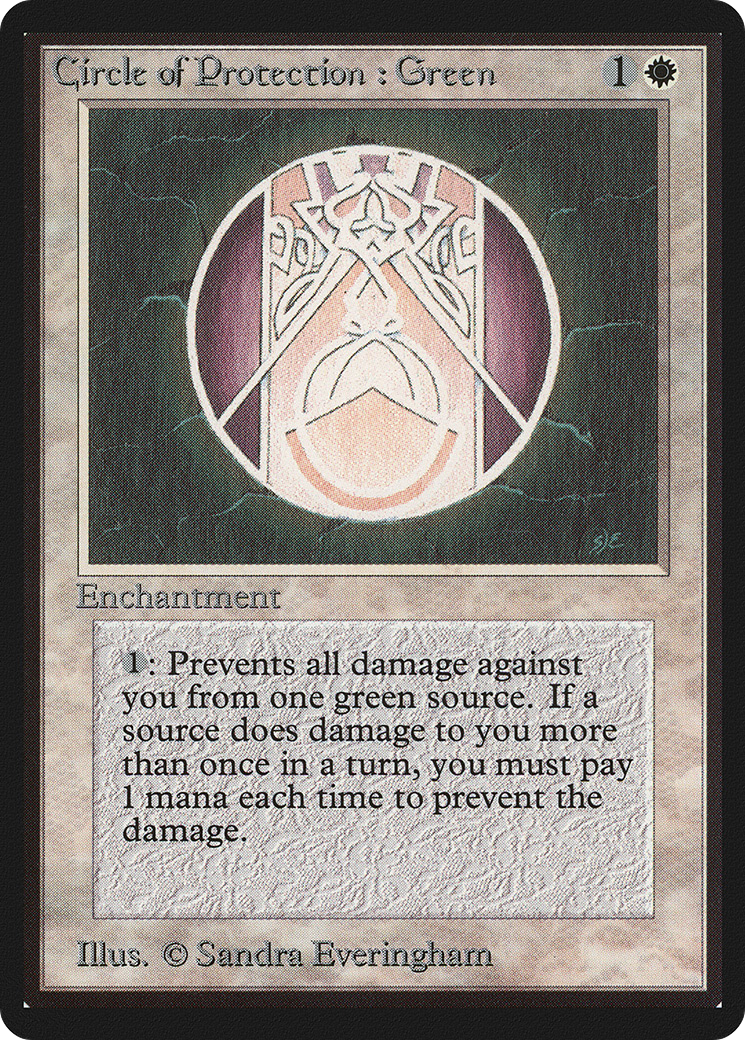 Circle of Protection : Green 1
SJE
Enchantment
1: Prevents all damage against
you from one green source. If a
source does damage to you more
than once in a turn, you must pay
1 mana each time to prevent the
damage.
Illus. © Sandra Everingham